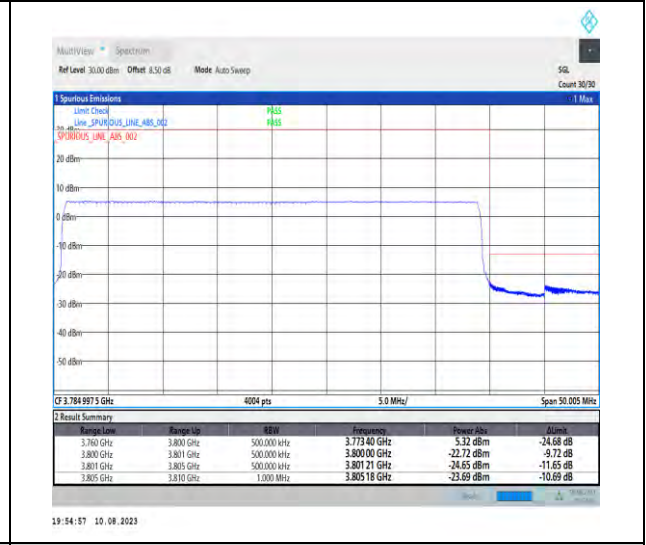 MultiView Spectrum
Ref Level 30.00 dBm Offset 8.50 dB Mode Auto Sweep SGL
Count 30/30
1 Spurious Emissions 1 Max
Limit Check PASS
Line _SPURIOUS_LINE_ABS_002 PASS
_SPURIOUS_LINE_ABS_002
20 dBm
10 dBm
0 dBm
-10 dBm
-20 dBm
-30 dBm
-40 dBm
-50 dBm
CF 3.784 997 5 GHz 4004 pts 5.0 MHz/ Span 50.005 MHz
2 Result Summary
Range Low Range Up RBW Frequency Power Abs ΔLimit
3.760 GHz 3.800 GHz 500.000 kHz 3.773 40 GHz 5.32 dBm -24.68 dB
3.800 GHz 3.801 GHz 500.000 kHz 3.800 00 GHz -22.72 dBm -9.72 dB
3.801 GHz 3.805 GHz 500.000 kHz 3.801 21 GHz -24.65 dBm -11.65 dB
3.805 GHz 3.810 GHz 1.000 MHz 3.805 18 GHz -23.69 dBm -10.69 dB
19:54:57 10.08.2023